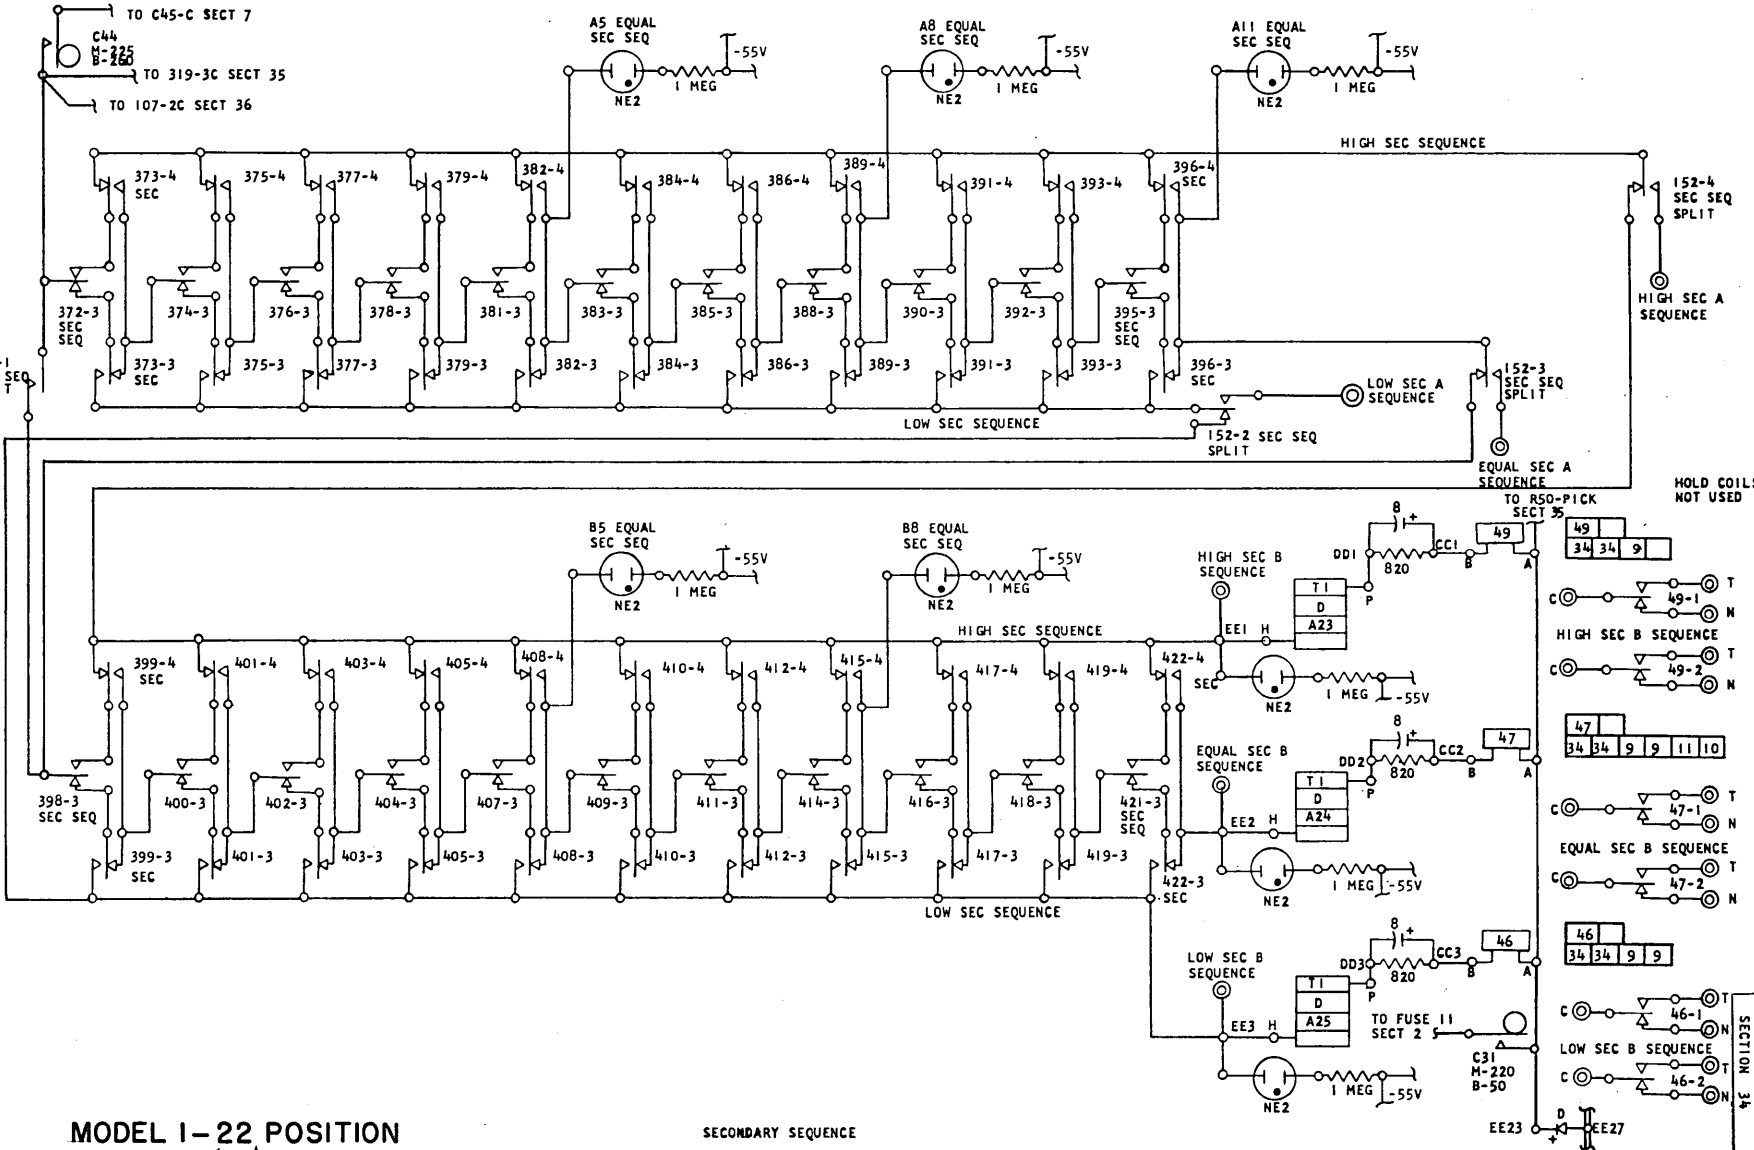 TO C45-C SECT 7
C44
M-225
B-260
TO 319-3C SECT 35
TO 107-2C SECT 36
A5 EQUAL
SEC SEQ
-55V
1 MEG
NE2
A8 EQUAL
SEC SEQ
-55V
1 MEG
NE2
A11 EQUAL
SEC SEQ
-55V
1 MEG
NE2
HIGH SEC SEQUENCE
373-4
SEC
375-4
377-4
379-4
382-4
384-4
386-4
389-4
391-4
393-4
396-4
SEC
152-4
SEC SEQ
SPLIT
HIGH SEC A
SEQUENCE
372-3
SEC
SEQ
374-3
376-3
378-3
381-3
383-3
385-3
388-3
390-3
392-3
395-3
SEC
SEQ
-1
SEQ
T
373-3
SEC
375-3
377-3
379-3
382-3
384-3
386-3
389-3
391-3
393-3
396-3
SEC
152-3
SEC SEQ
SPLIT
LOW SEC A
SEQUENCE
LOW SEC SEQUENCE
152-2 SEC SEQ
SPLIT
EQUAL SEC A
SEQUENCE
TO R50-PICK
SECT 35
HOLD COILS
NOT USED
B5 EQUAL
SEC SEQ
-55V
1 MEG
NE2
B8 EQUAL
SEC SEQ
-55V
1 MEG
NE2
HIGH SEC B
SEQUENCE
8
+
DD1
820
CC1
B
49
A
P
T1
D
A23
EE1 H
49
34 34 9
C
T
49-1
N
HIGH SEC B SEQUENCE
C
T
49-2
N
HIGH SEC SEQUENCE
399-4
SEC
401-4
403-4
405-4
408-4
410-4
412-4
415-4
417-4
419-4
422-4
SEC
NE2
1 MEG
-55V
398-3
SEC SEQ
400-3
402-3
404-3
407-3
409-3
411-3
414-3
416-3
418-3
421-3
SEC
SEQ
EQUAL SEC B
SEQUENCE
8
+
DD2
820
CC2
B
47
A
P
T1
D
A24
EE2 H
47
34 34 9 9 11 10
C
T
47-1
N
EQUAL SEC B SEQUENCE
C
T
47-2
N
399-3
SEC
401-3
403-3
405-3
408-3
410-3
412-3
415-3
417-3
419-3
422-3
SEC
NE2
1 MEG
-55V
LOW SEC SEQUENCE
LOW SEC B
SEQUENCE
8
+
DD3
820
CC3
B
46
A
P
T1
D
A25
EE3 H
46
34 34 9 9
TO FUSE 11
SECT 2
C31
M-220
B-50
C
T
46-1
N
LOW SEC B SEQUENCE
C
T
46-2
N
NE2
1 MEG
-55V
SECTION 34
MODEL 1-22 POSITION
SECONDARY SEQUENCE
EE23
D
+
EE27